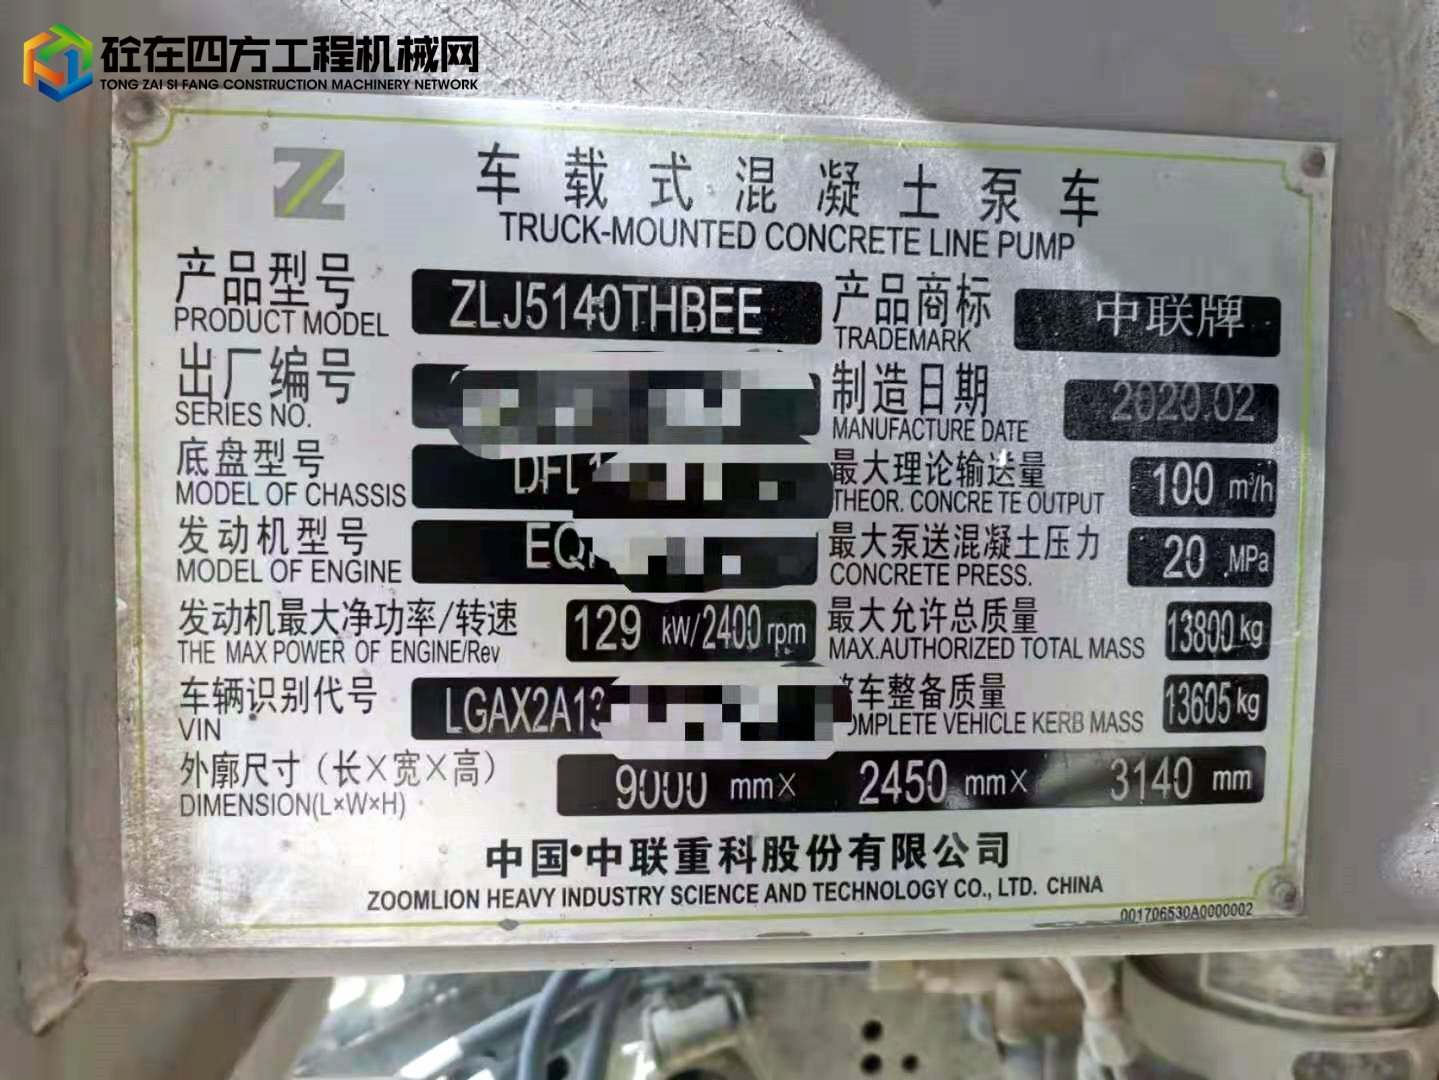 砼在四方工程机械网
TONG ZAI SI FANG CONSTRUCTION MACHINERY NETWORK
车载式混凝土泵车
TRUCK-MOUNTED CONCRETE LINE PUMP
产品型号 ZLJ5140THBEE 产品商标 中联牌
PRODUCT MODEL TRADEMARK
出厂编号 制造日期 2020.02
SERIES NO. MANUFACTURE DATE
底盘型号 DFL1 最大理论输送量 100 m³/h
MODEL OF CHASSIS THEOR. CONCRE TE OUTPUT
发动机型号 EQ 最大泵送混凝土压力 20 MPa
MODEL OF ENGINE CONCRETE PRESS.
发动机最大净功率/转速 129 kW/2400 rpm 最大允许总质量 13800 kg
THE MAX POWER OF ENGINE/Rev MAX.AUTHORIZED TOTAL MASS
车辆识别代号 LGAX2A13 车整备质量 13605 kg
VIN OMPLETE VEHICLE KERB MASS
外廓尺寸（长×宽×高） 9000 mm× 2450 mm× 3140 mm
DIMENSION(L×W×H)
中国•中联重科股份有限公司
ZOOMLION HEAVY INDUSTRY SCIENCE AND TECHNOLOGY CO., LTD. CHINA
001706530A0000002